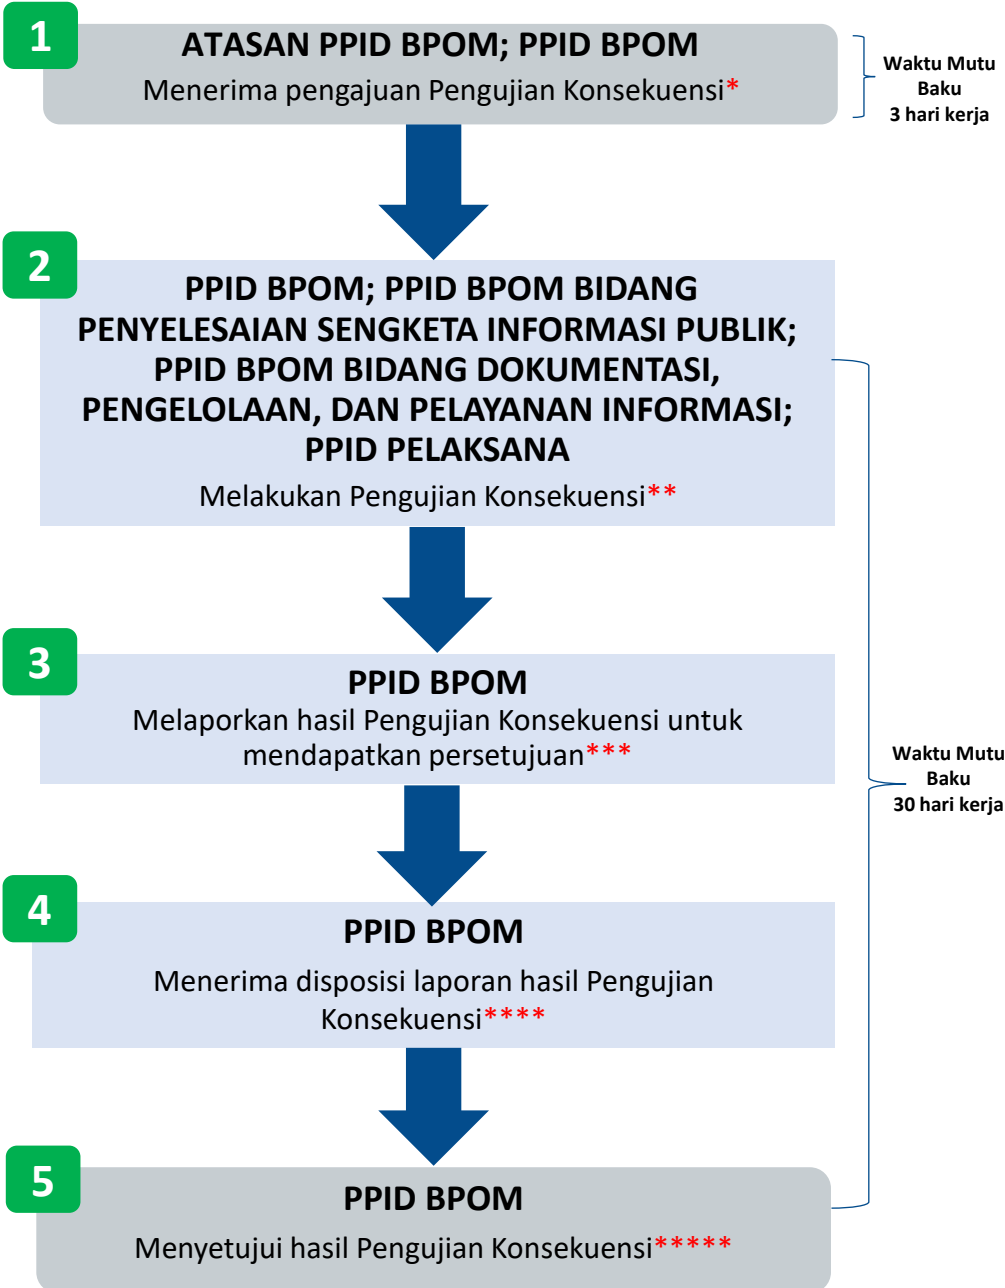 1
ATASAN PPID BPOM; PPID BPOM
Menerima pengajuan Pengujian Konsekuensi*
Waktu Mutu
Baku
3 hari kerja
2
PPID BPOM; PPID BPOM BIDANG
PENYELESAIAN SENGKETA INFORMASI PUBLIK;
PPID BPOM BIDANG DOKUMENTASI,
PENGELOLAAN, DAN PELAYANAN INFORMASI;
PPID PELAKSANA
Melakukan Pengujian Konsekuensi**
3
PPID BPOM
Melaporkan hasil Pengujian Konsekuensi untuk
mendapatkan persetujuan***
Waktu Mutu
Baku
30 hari kerja
4
PPID BPOM
Menerima disposisi laporan hasil Pengujian
Konsekuensi****
5
PPID BPOM
Menyetujui hasil Pengujian Konsekuensi*****